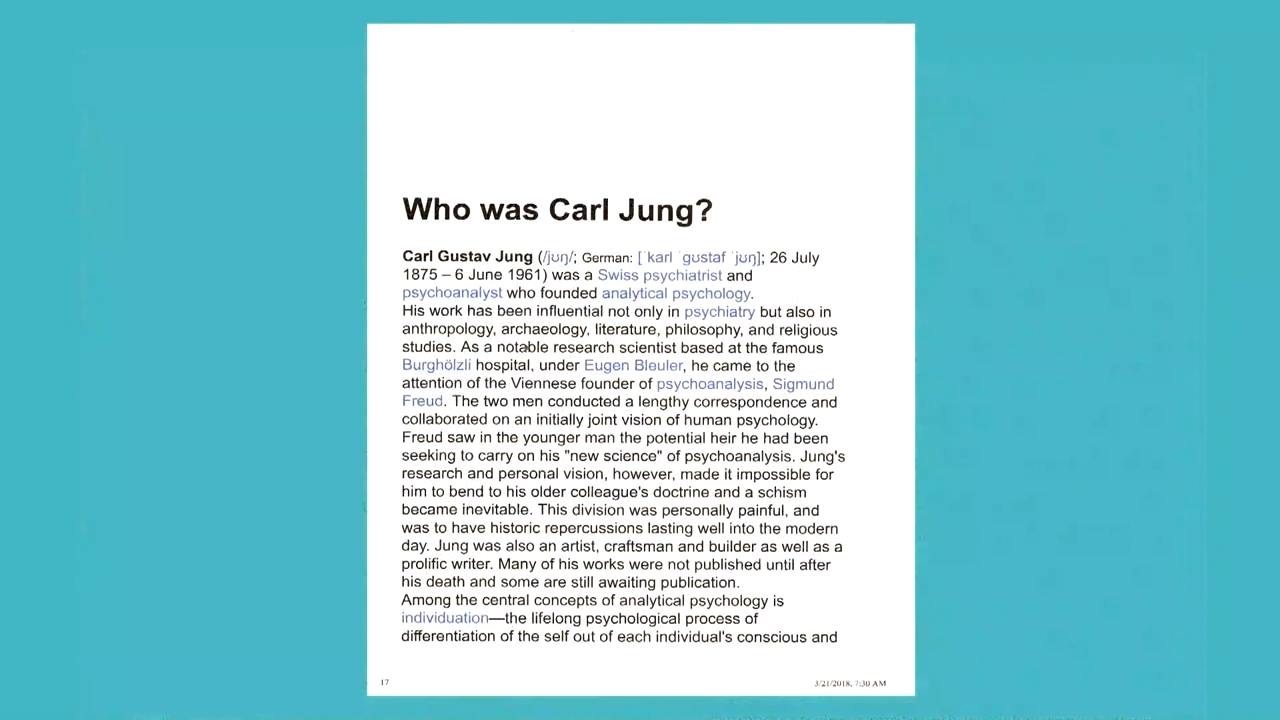 Who was Carl Jung?
Carl Gustav Jung (/jʊŋ/; German: [ˈkarl ˈɡʊstaf ˈjʊŋ]; 26 July
1875 – 6 June 1961) was a Swiss psychiatrist and
psychoanalyst who founded analytical psychology.
His work has been influential not only in psychiatry but also in
anthropology, archaeology, literature, philosophy, and religious
studies. As a notable research scientist based at the famous
Burghölzli hospital, under Eugen Bleuler, he came to the
attention of the Viennese founder of psychoanalysis, Sigmund
Freud. The two men conducted a lengthy correspondence and
collaborated on an initially joint vision of human psychology.
Freud saw in the younger man the potential heir he had been
seeking to carry on his "new science" of psychoanalysis. Jung's
research and personal vision, however, made it impossible for
him to bend to his older colleague's doctrine and a schism
became inevitable. This division was personally painful, and
was to have historic repercussions lasting well into the modern
day. Jung was also an artist, craftsman and builder as well as a
prolific writer. Many of his works were not published until after
his death and some are still awaiting publication.
Among the central concepts of analytical psychology is
individuation—the lifelong psychological process of
differentiation of the self out of each individual's conscious and
17 3/21/2018, 7:30 AM